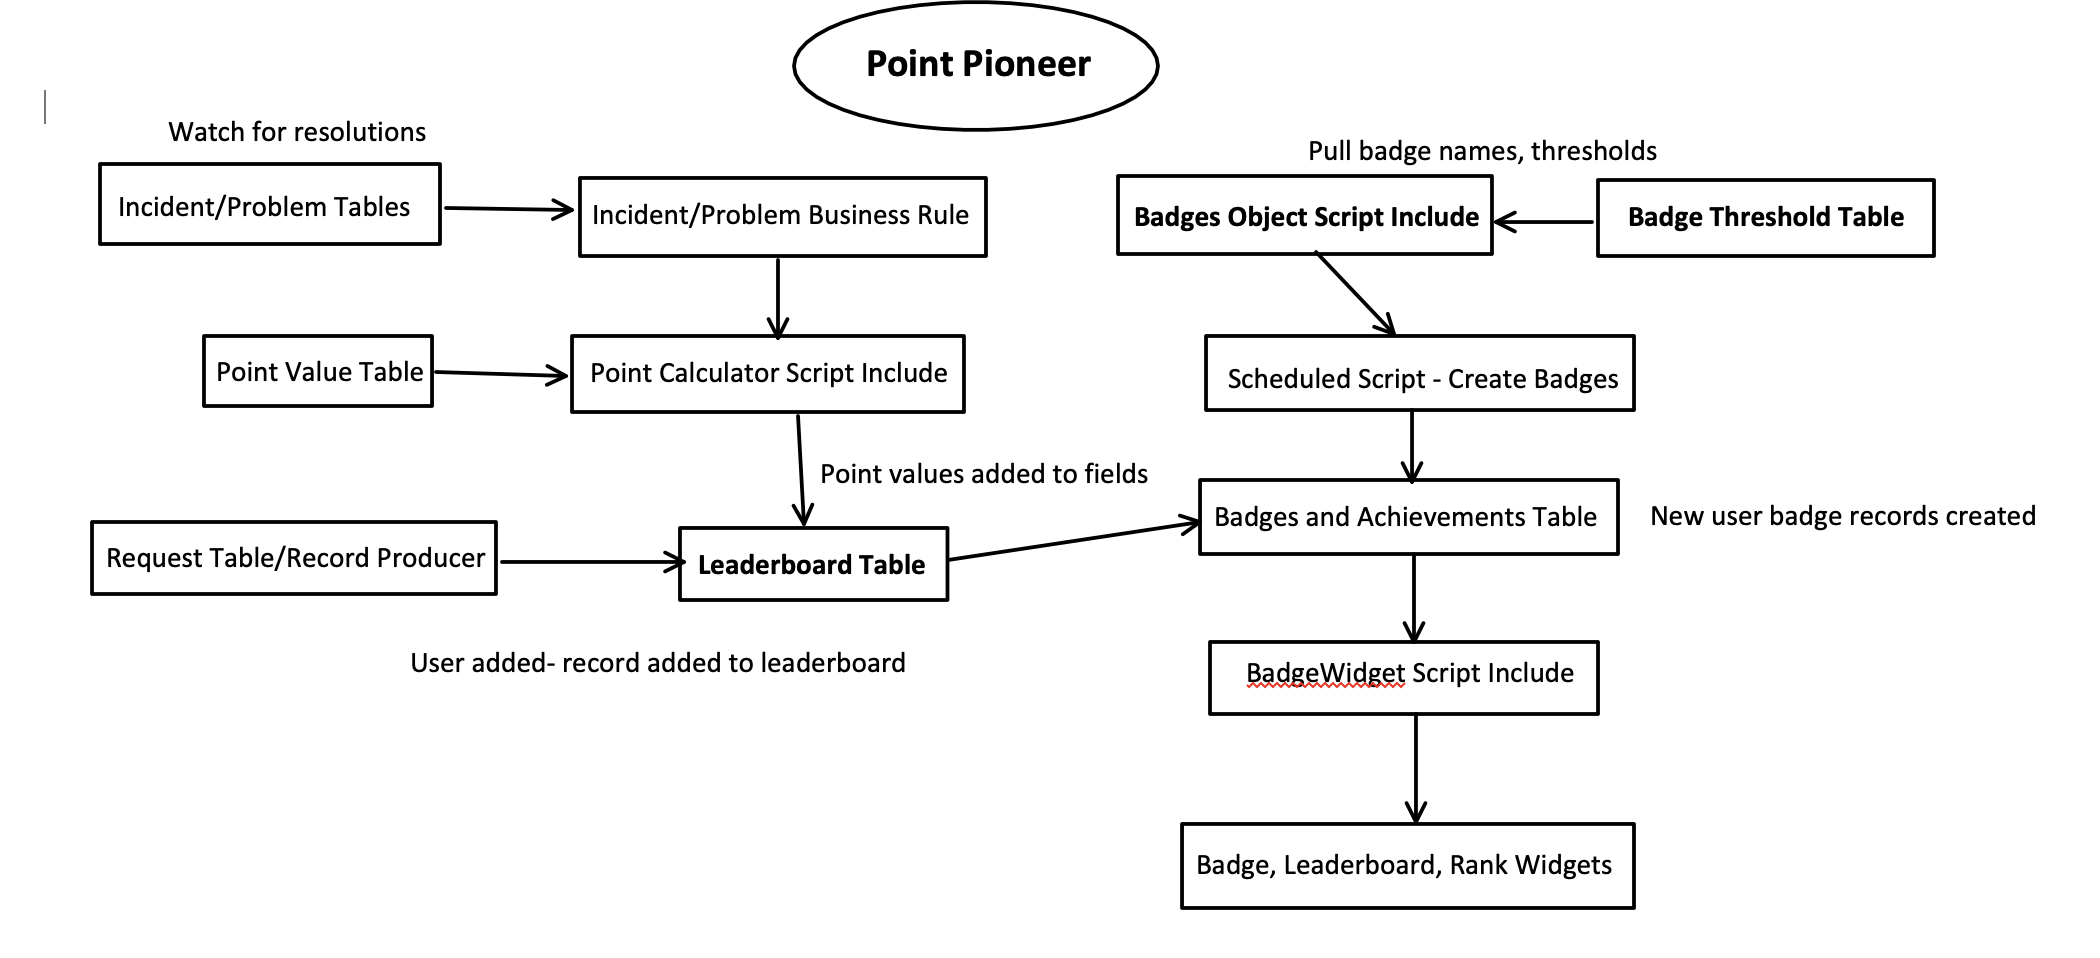 Point Pioneer
Watch for resolutions
Pull badge names, thresholds
Incident/Problem Tables
Incident/Problem Business Rule
Badges Object Script Include
Badge Threshold Table
Point Value Table
Point Calculator Script Include
Scheduled Script - Create Badges
Point values added to fields
Badges and Achievements Table
New user badge records created
Request Table/Record Producer
Leaderboard Table
User added- record added to leaderboard
BadgeWidget Script Include
Badge, Leaderboard, Rank Widgets